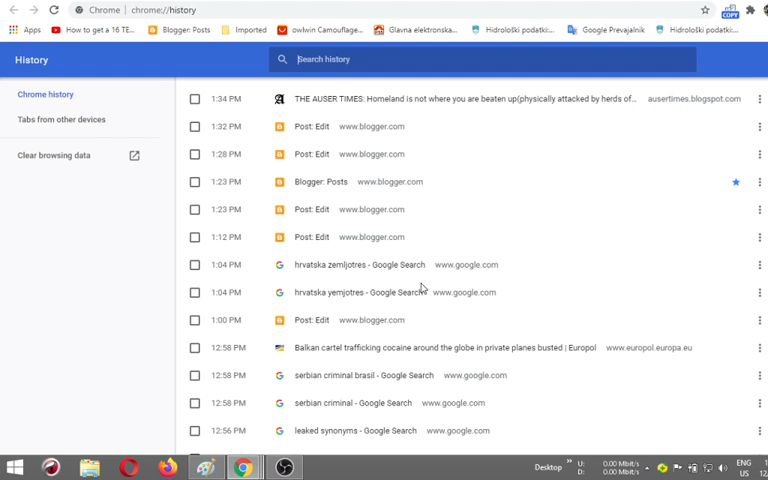 Chrome | chrome://history COPY
Apps How to get a 16 TE... Blogger: Posts Imported owlwin Camouflage... Glavna elektronska... Hidrološki podatki:... Google Prevajalnik Hidrološki podatki:...
History Search history
Chrome history
Tabs from other devices
Clear browsing data
1:34 PM THE AUSER TIMES: Homeland is not where you are beaten up(physically attacked by herds of... ausertimes.blogspot.com
1:32 PM Post: Edit www.blogger.com
1:28 PM Post: Edit www.blogger.com
1:23 PM Blogger: Posts www.blogger.com
1:23 PM Post: Edit www.blogger.com
1:12 PM Post: Edit www.blogger.com
1:04 PM hrvatska zemljotres - Google Search www.google.com
1:04 PM hrvatska yemjotres - Google Search www.google.com
1:00 PM Post: Edit www.blogger.com
12:58 PM Balkan cartel trafficking cocaine around the globe in private planes busted | Europol www.europol.europa.eu
12:58 PM serbian criminal brasil - Google Search www.google.com
12:58 PM serbian criminal - Google Search www.google.com
12:56 PM leaked synonyms - Google Search www.google.com
Desktop » U: 0.00 Mbit/s ENG
D: 0.00 Mbit/s US